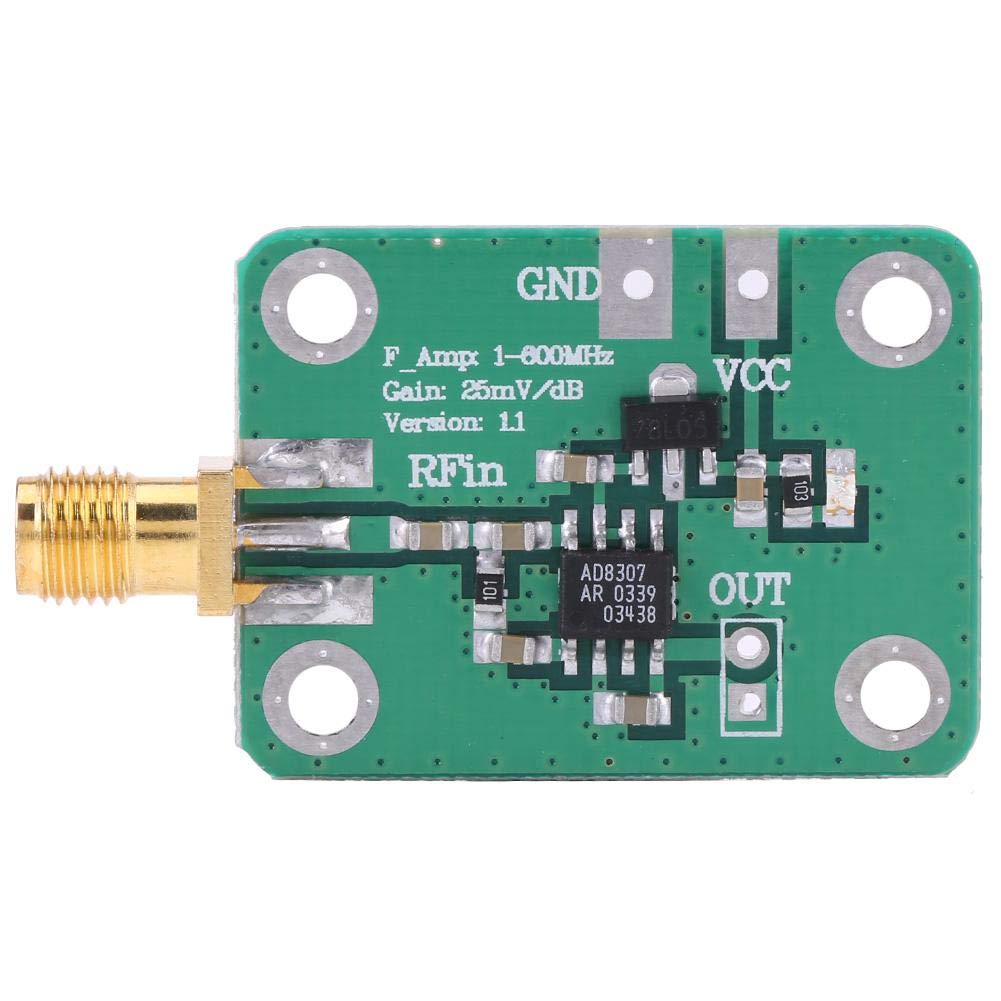 GND
F_Amp: 1-600MHz
Gain: 25mV/dB
Version: 1.1
VCC
RFin
78L05
103
AD8307
AR 0339
03438
101
OUT